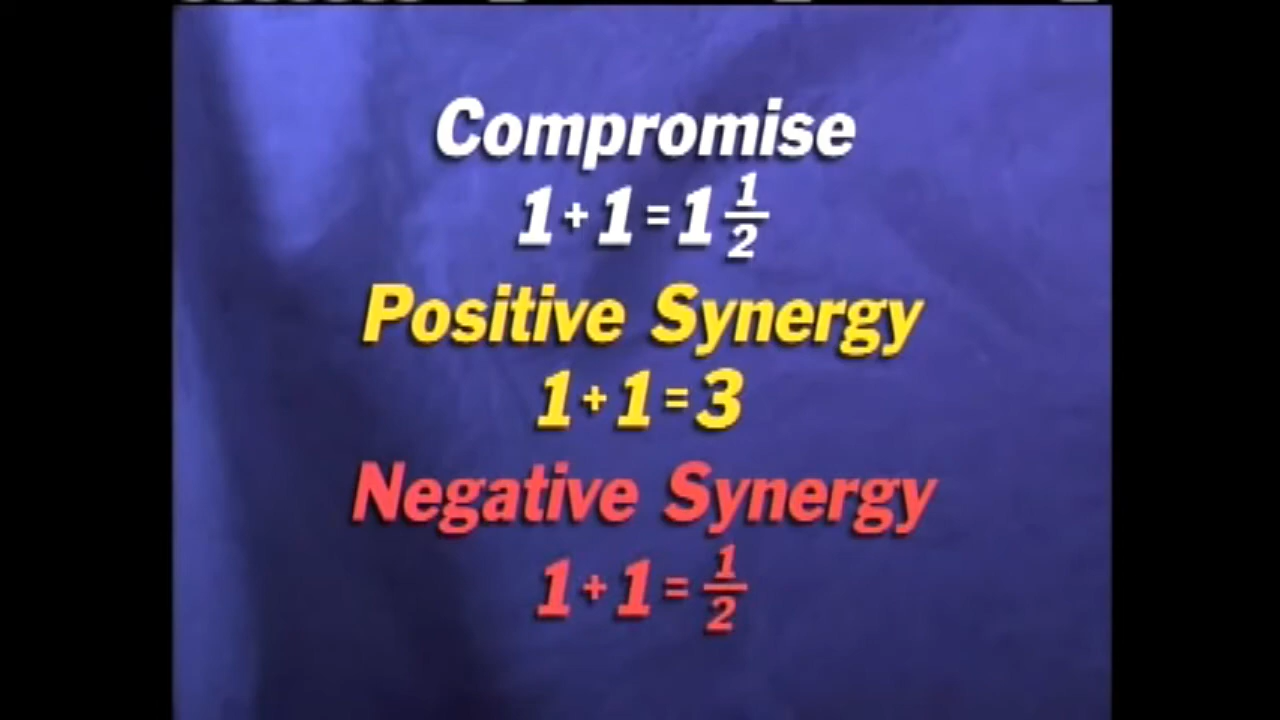 Compromise
1 + 1 = 1 1/2
Positive Synergy
1 + 1 = 3
Negative Synergy
1 + 1 = 1/2